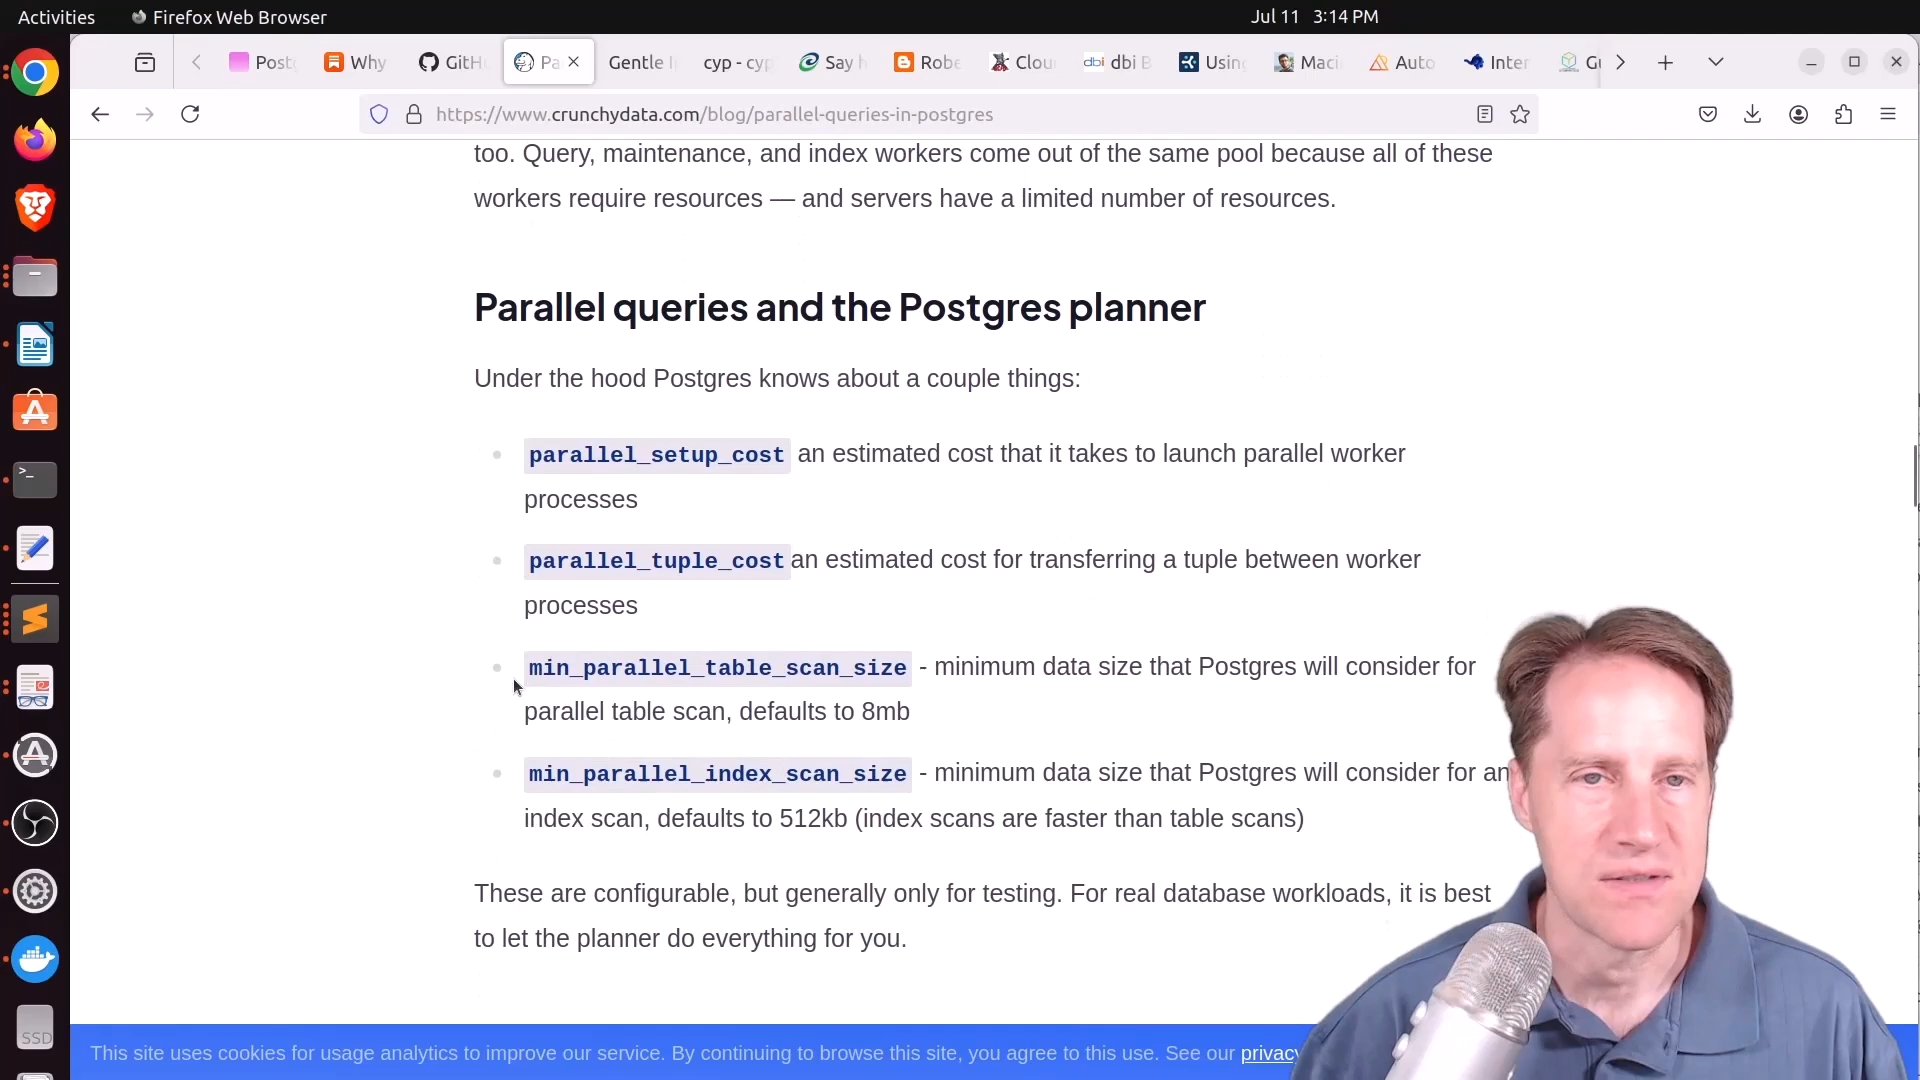 Activities
Firefox Web Browser
Jul 11 3:14 PM
Post
Why
GitH
Pa
Gentle I
cyp - cyp
Say h
Robe
Clou
dbi B
Usin
Maci
Auto
Inter
Gu
https://www.crunchydata.com/blog/parallel-queries-in-postgres
too. Query, maintenance, and index workers come out of the same pool because all of these
workers require resources — and servers have a limited number of resources.
Parallel queries and the Postgres planner
Under the hood Postgres knows about a couple things:
parallel_setup_cost an estimated cost that it takes to launch parallel worker
processes
parallel_tuple_cost an estimated cost for transferring a tuple between worker
processes
min_parallel_table_scan_size - minimum data size that Postgres will consider for
parallel table scan, defaults to 8mb
min_parallel_index_scan_size - minimum data size that Postgres will consider for an
index scan, defaults to 512kb (index scans are faster than table scans)
These are configurable, but generally only for testing. For real database workloads, it is best
to let the planner do everything for you.
This site uses cookies for usage analytics to improve our service. By continuing to browse this site, you agree to this use. See our privacy
SSD